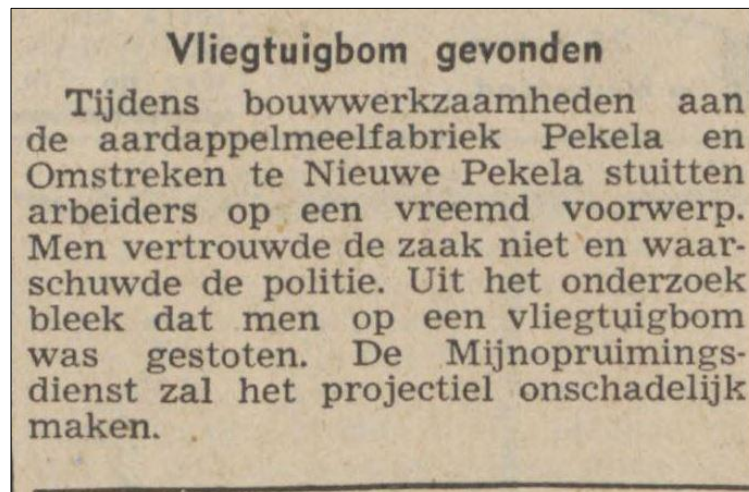 Vliegtuigbom gevonden
Tijdens bouwwerkzaamheden aan
de aardappelmeelfabriek Pekela en
Omstreken te Nieuwe Pekela stuitten
arbeiders op een vreemd voorwerp.
Men vertrouwde de zaak niet en waar-
schuwde de politie. Uit het onderzoek
bleek dat men op een vliegtuigbom
was gestoten. De Mijnopruimings-
dienst zal het projectiel onschadelijk
maken.